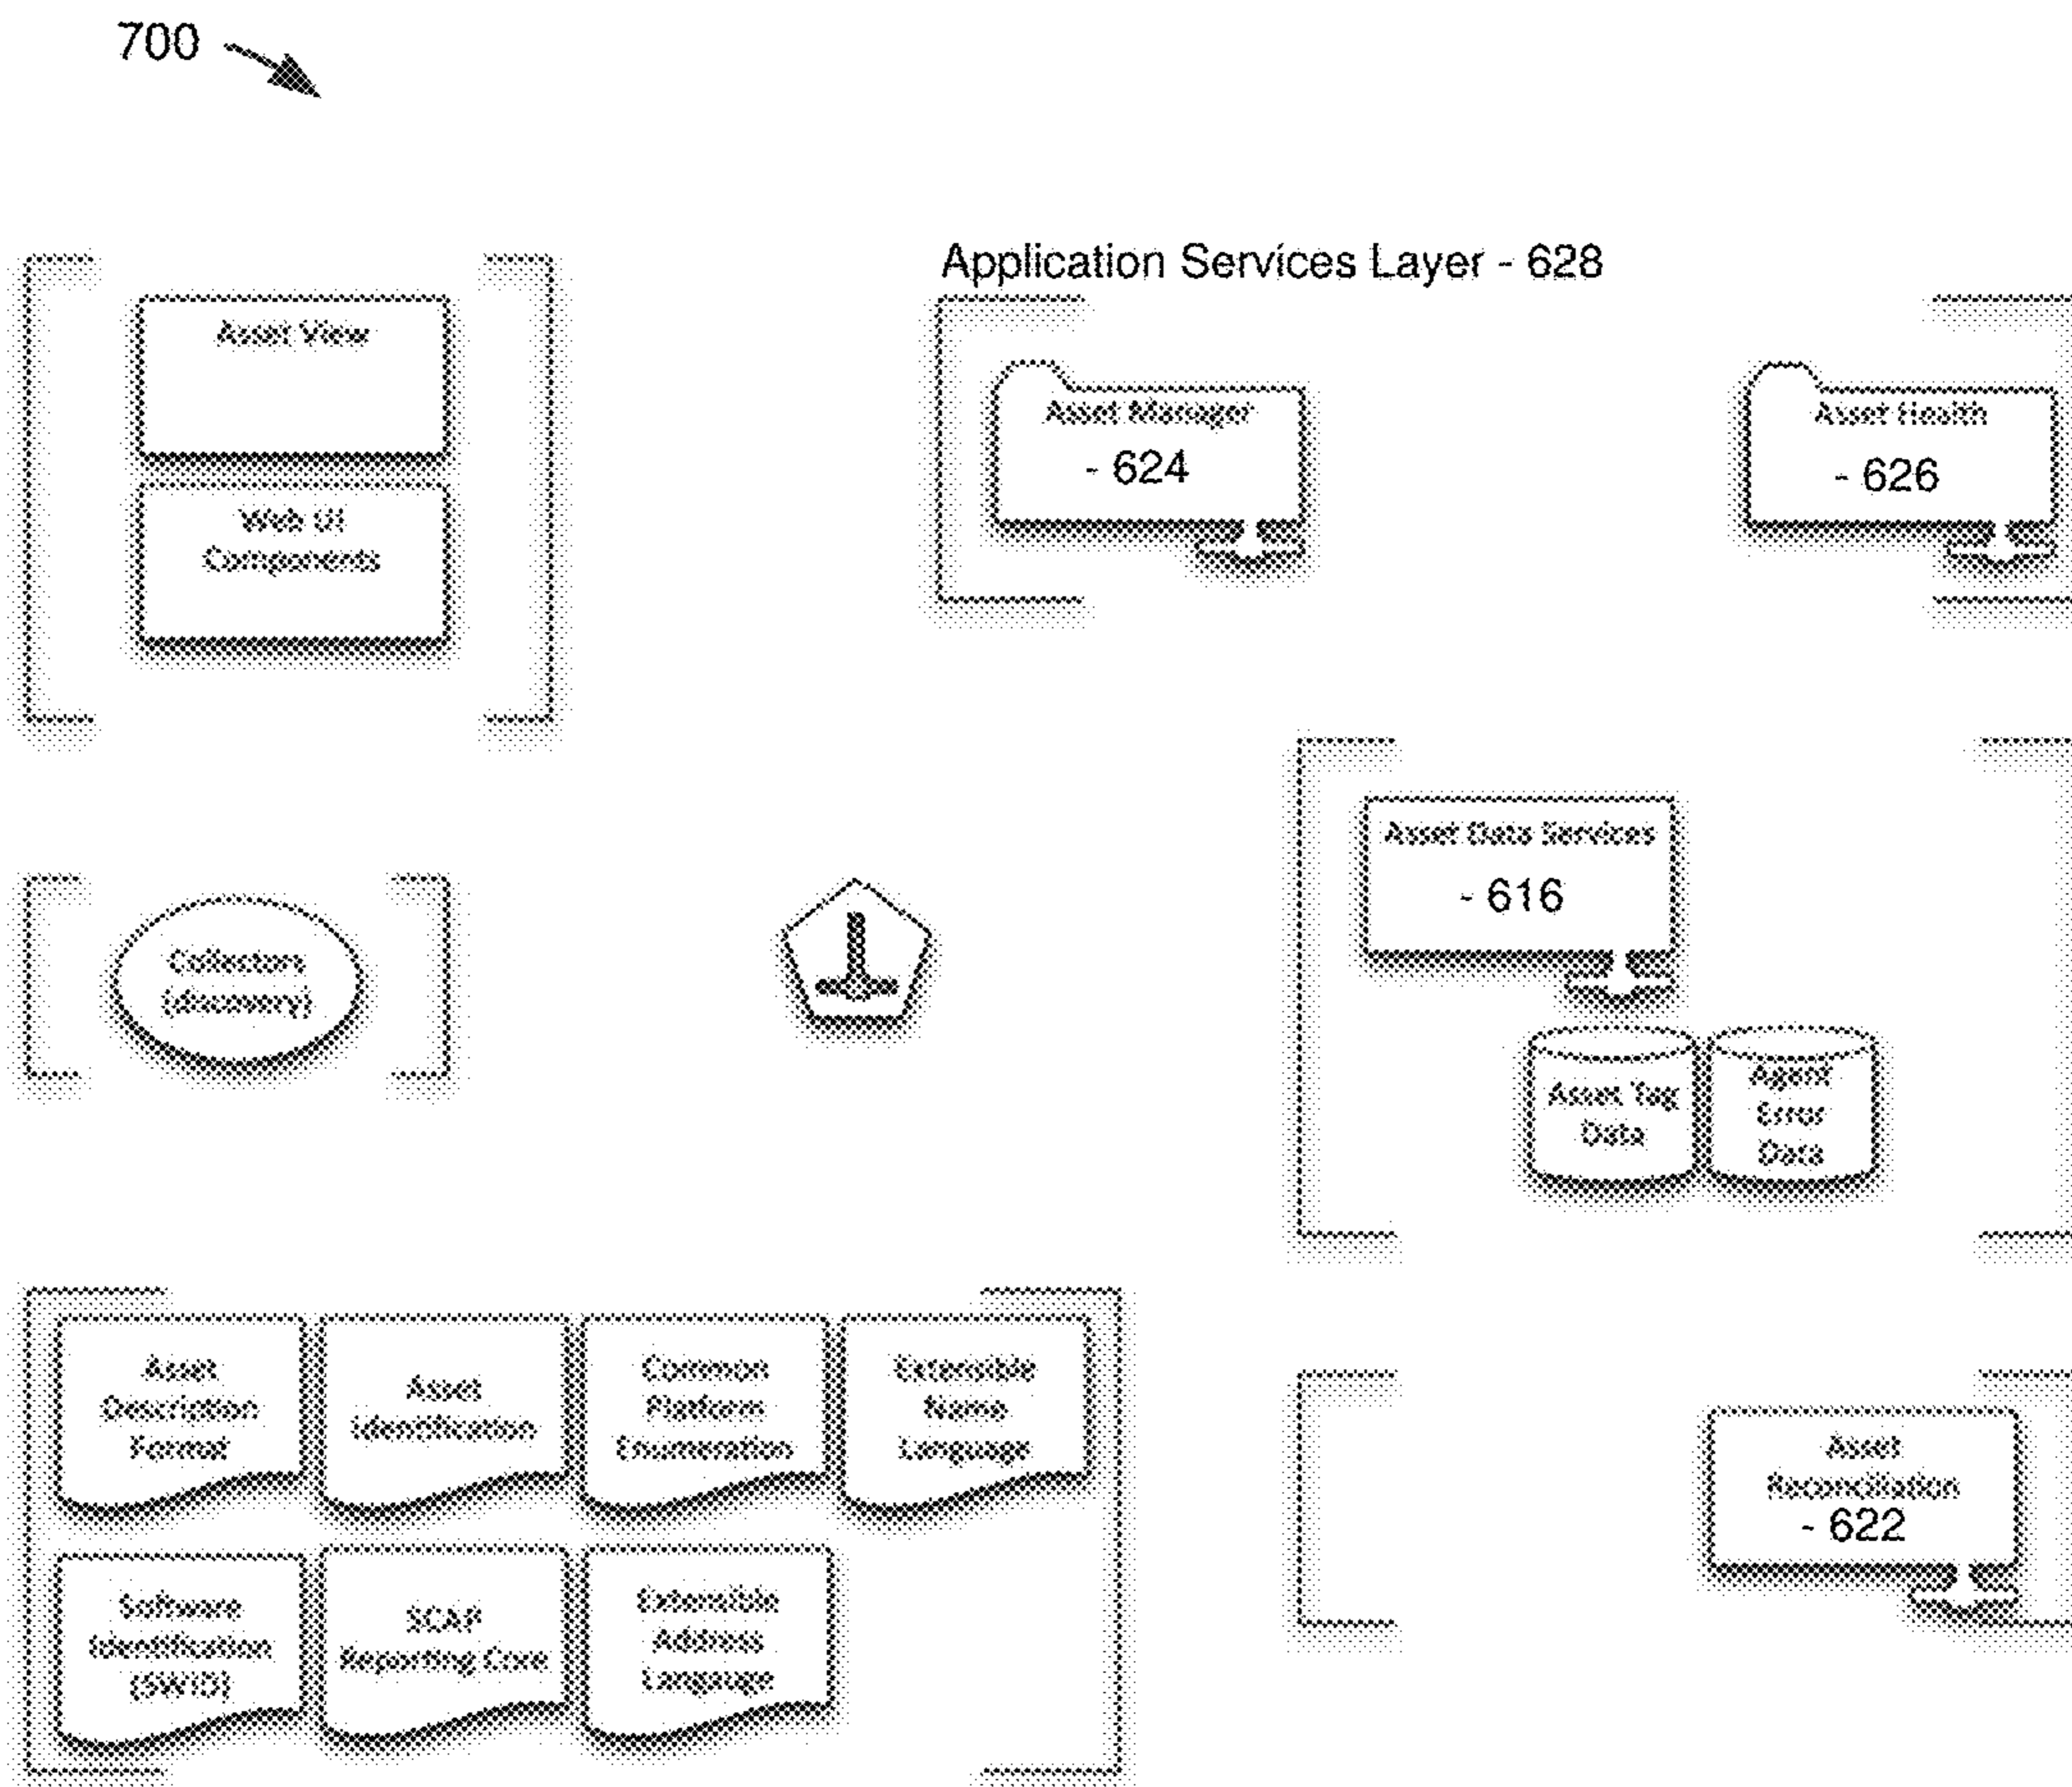 700
Application Services Layer - 628
Asset View
Web UI
Components
Asset Manager
- 624
Asset Health
- 626
Asset Data Services
- 616
Collectors
(discovery)
Asset Tag
Data
Agent
Error
Data
Asset
Description
Format
Asset
Identification
Common
Platform
Enumeration
Extensible
Name
Language
Asset
Reconciliation
- 622
Software
Identification
(SWID)
SCAP
Reporting Core
Extensible
Address
Language